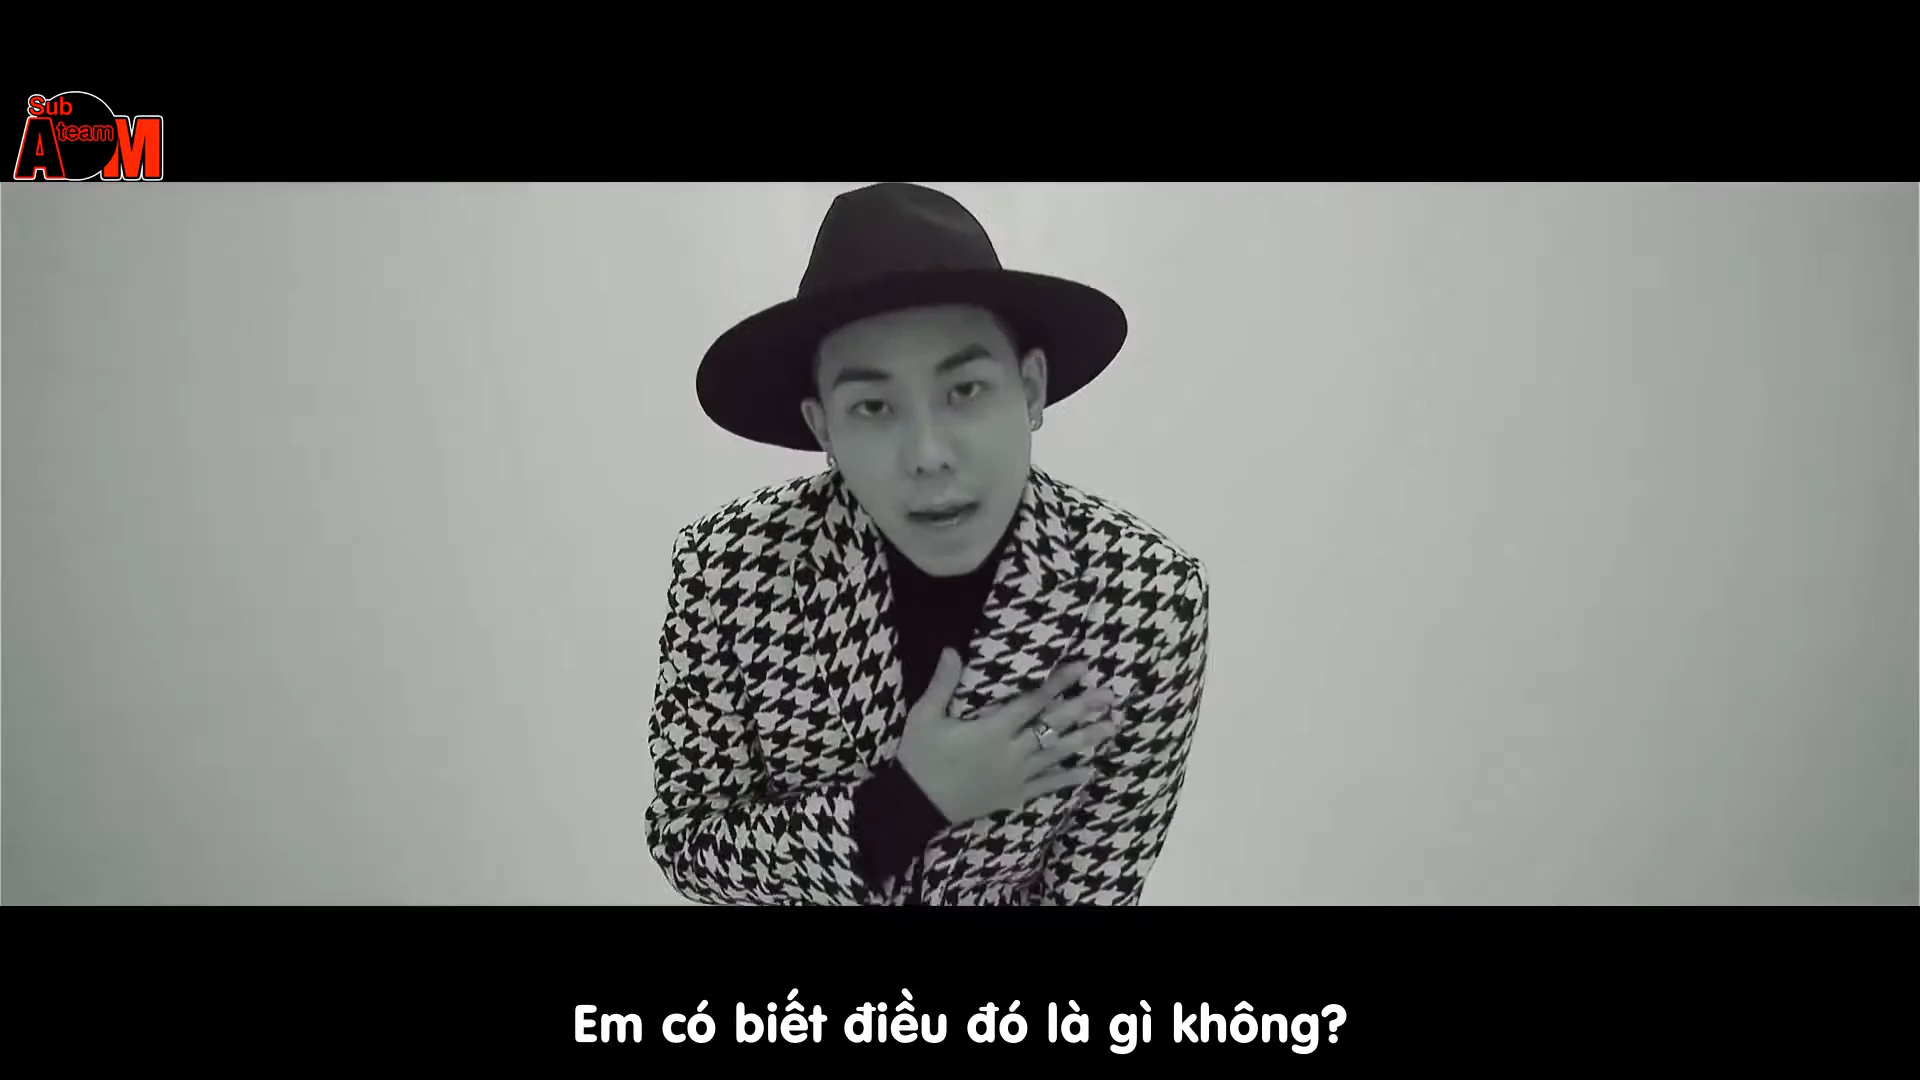 Sub
team
AM
Em có biết điều đó là gì không?